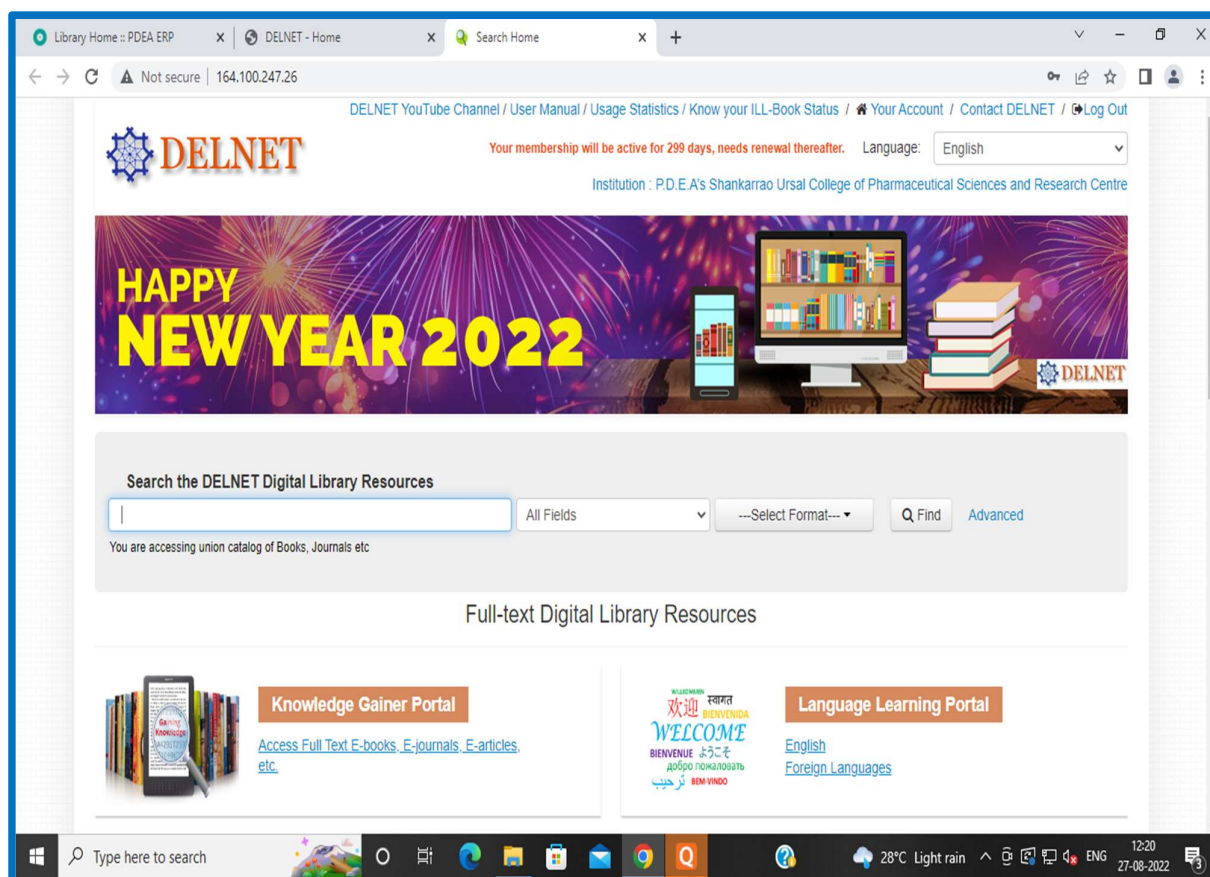 Library Home :: PDEA ERP
DELNET - Home
Search Home
Not secure | 164.100.247.26
DELNET YouTube Channel / User Manual / Usage Statistics / Know your ILL-Book Status / Your Account / Contact DELNET / Log Out
DELNET
Your membership will be active for 299 days, needs renewal thereafter. Language: English
Institution : P.D.E.A's Shankarrao Ursal College of Pharmaceutical Sciences and Research Centre
HAPPY
NEW YEAR 2022
DELNET
Search the DELNET Digital Library Resources
All Fields ---Select Format--- Find Advanced
You are accessing union catalog of Books, Journals etc
Full-text Digital Library Resources
Gaining
Knowledge
Knowledge Gainer Portal
Access Full Text E-books, E-journals, E-articles,
etc.
欢迎 स्वागत
BIENVENIDA
WELCOME
BIENVENUE ようこそ
добро пожаловать
BEM-VINDO
Language Learning Portal
English
Foreign Languages
Type here to search
28°C Light rain ENG 12:20
27-08-2022
3